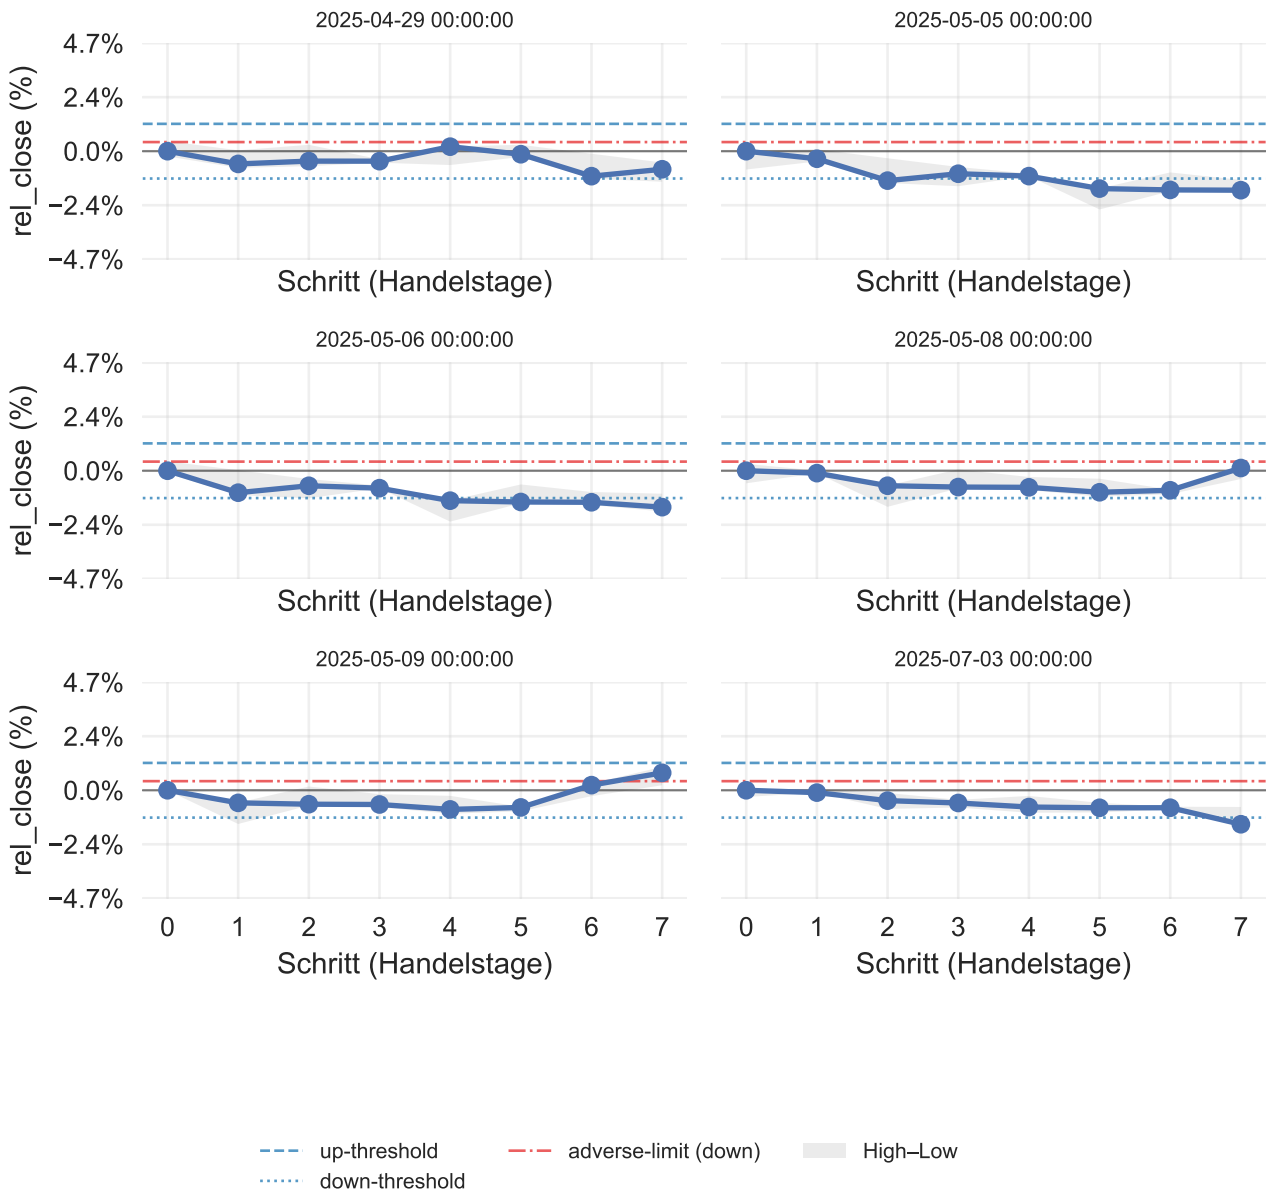 2025-04-29 00:00:00
2025-05-05 00:00:00
4.7%
2.4%
0.0%
−2.4%
−4.7%
rel_close (%)
Schritt (Handelstage)
Schritt (Handelstage)
2025-05-06 00:00:00
2025-05-08 00:00:00
4.7%
2.4%
0.0%
−2.4%
−4.7%
rel_close (%)
Schritt (Handelstage)
Schritt (Handelstage)
2025-05-09 00:00:00
2025-07-03 00:00:00
4.7%
2.4%
0.0%
−2.4%
−4.7%
rel_close (%)
0 1 2 3 4 5 6 7
0 1 2 3 4 5 6 7
Schritt (Handelstage)
Schritt (Handelstage)
up-threshold
down-threshold
adverse-limit (down)
High–Low